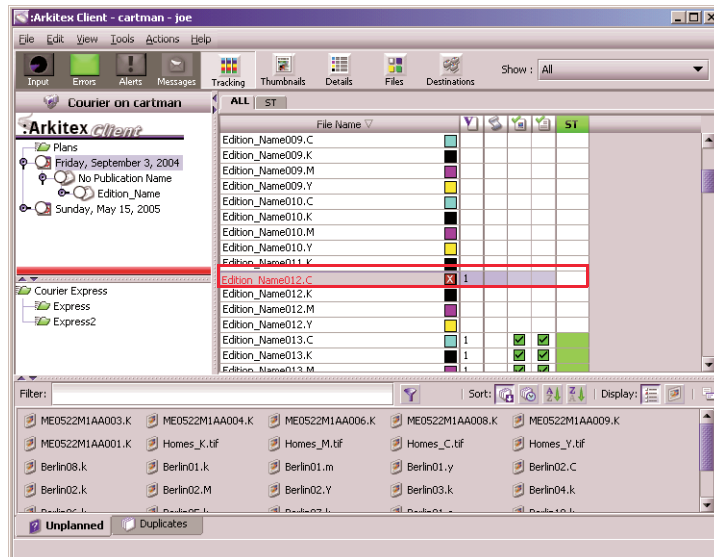 :Arkitex Client - cartman - joe
File Edit View Tools Actions Help
Input Errors Alerts Messages Tracking Thumbnails Details Files Destinations Show : All
Courier on cartman
ALL ST
:Arkitex Client
File Name ST
Plans
Friday, September 3, 2004
No Publication Name
Edition_Name
Sunday, May 15, 2005
Edition_Name009.C
Edition_Name009.K
Edition_Name009.M
Edition_Name009.Y
Edition_Name010.C
Edition_Name010.K
Edition_Name010.M
Edition_Name010.Y
Edition_Name011.K
Edition_Name012.C X 1
Edition_Name012.K
Edition_Name012.M
Edition_Name012.Y
Edition_Name013.C 1
Edition_Name013.K 1
Edition_Name013.M 1
Courier Express
Express
Express2
Filter: Sort: Display:
ME0522M1AA003.K ME0522M1AA004.K ME0522M1AA006.K ME0522M1AA008.K ME0522M1AA009.K
ME0522M1AA001.K Homes_K.tif Homes_M.tif Homes_C.tif Homes_Y.tif
Berlin08.k Berlin01.k Berlin01.m Berlin01.y Berlin02.C
Berlin02.k Berlin02.M Berlin02.Y Berlin03.k Berlin04.k
Unplanned Duplicates